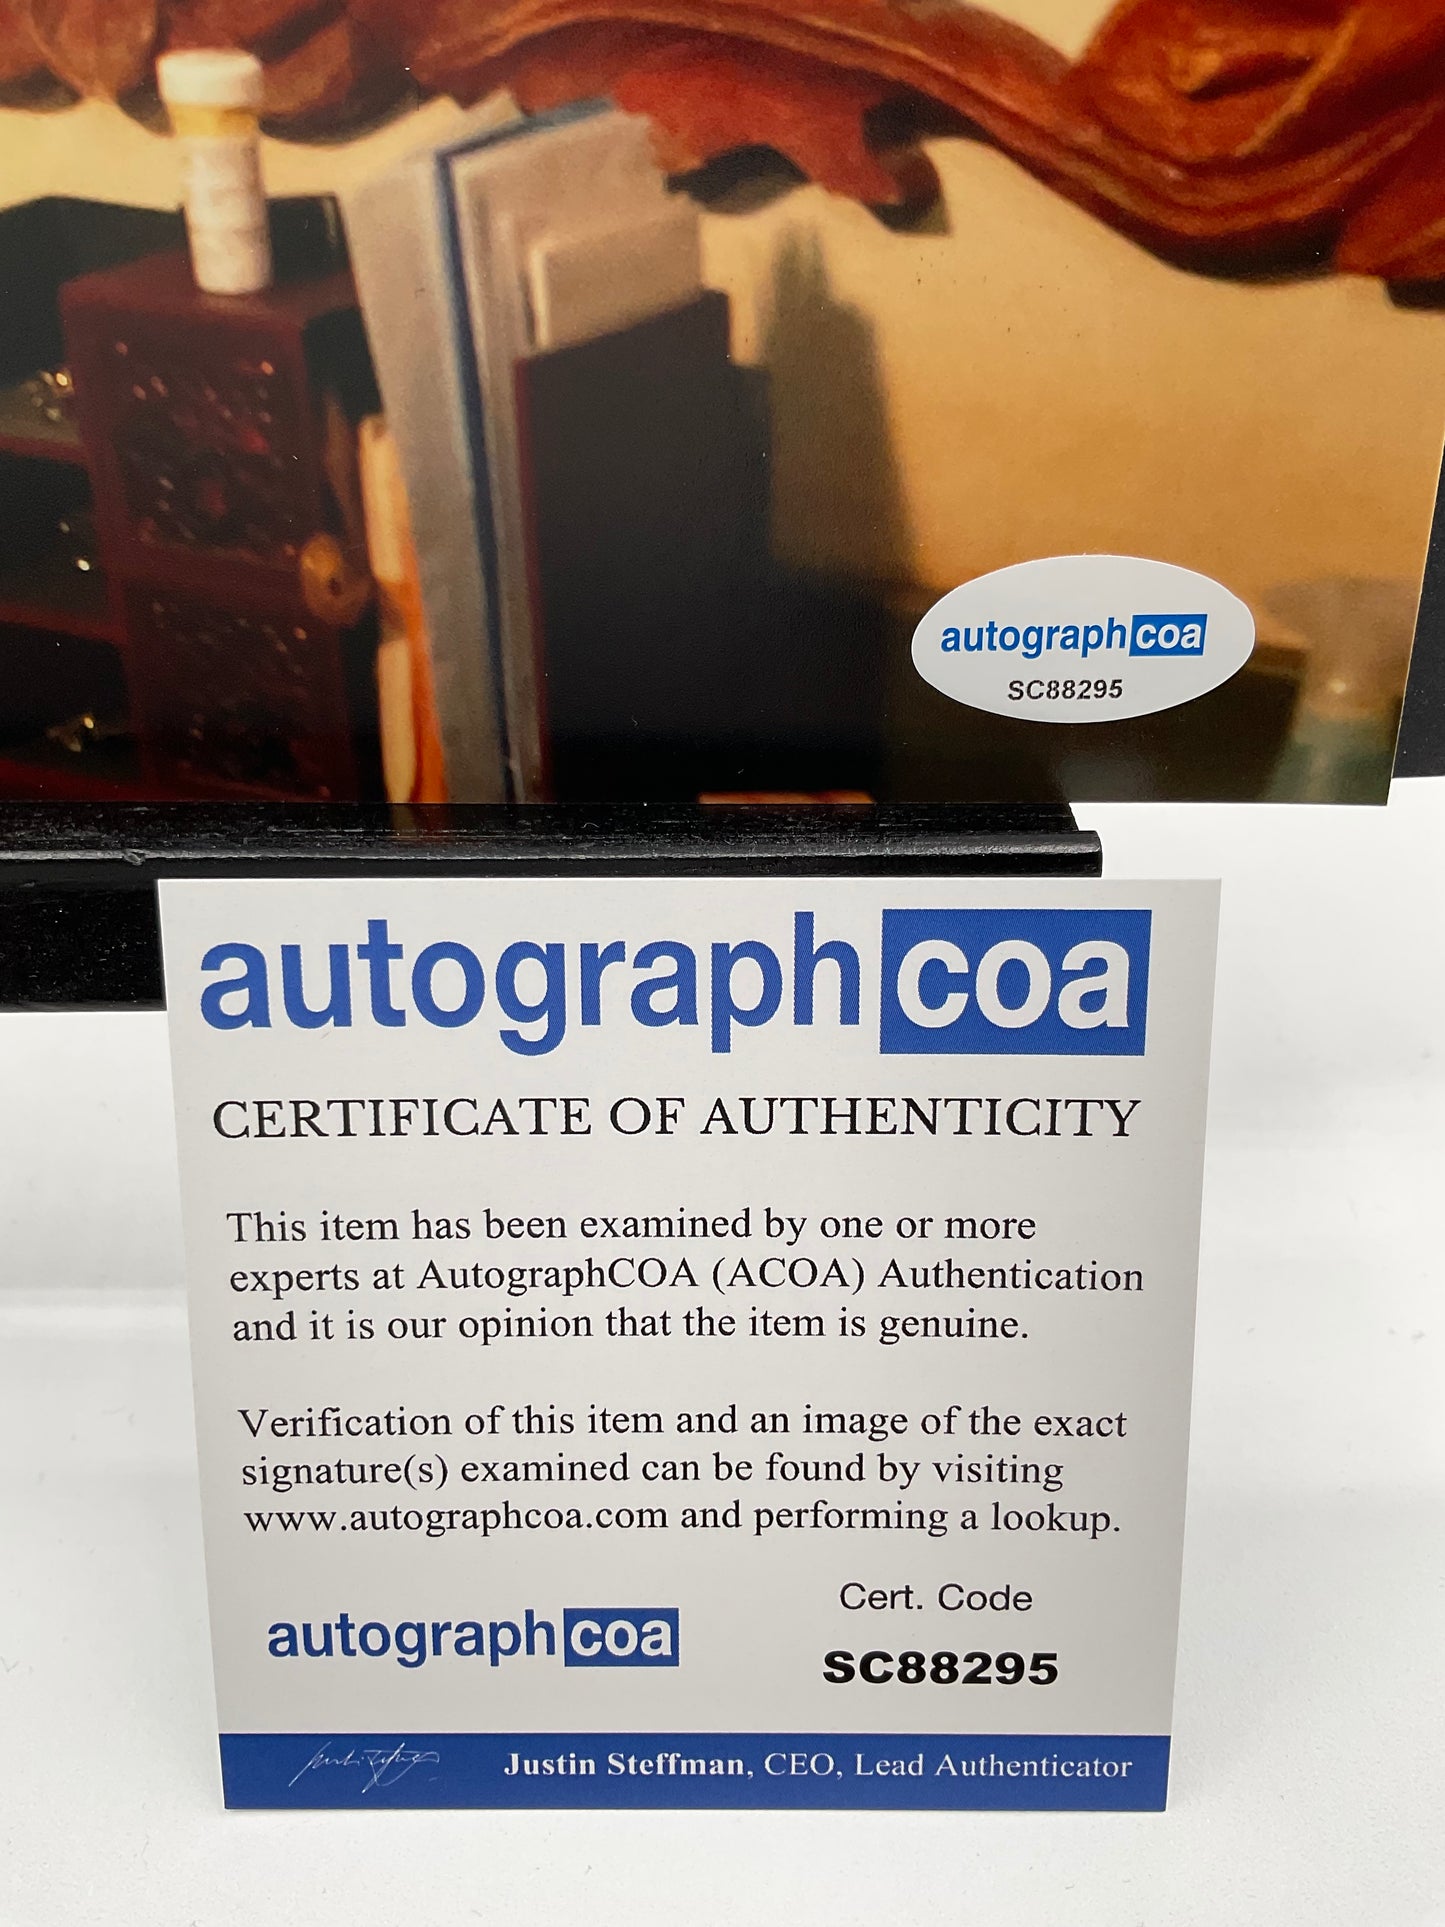 autographcoa
SC88295
autographcoa
CERTIFICATE OF AUTHENTICITY
This item has been examined by one or more
experts at AutographCOA (ACOA) Authentication
and it is our opinion that the item is genuine.
Verification of this item and an image of the exact
signature(s) examined can be found by visiting
www.autographcoa.com and performing a lookup.
autographcoa
Cert. Code
SC88295
Justin Steffman, CEO, Lead Authenticator